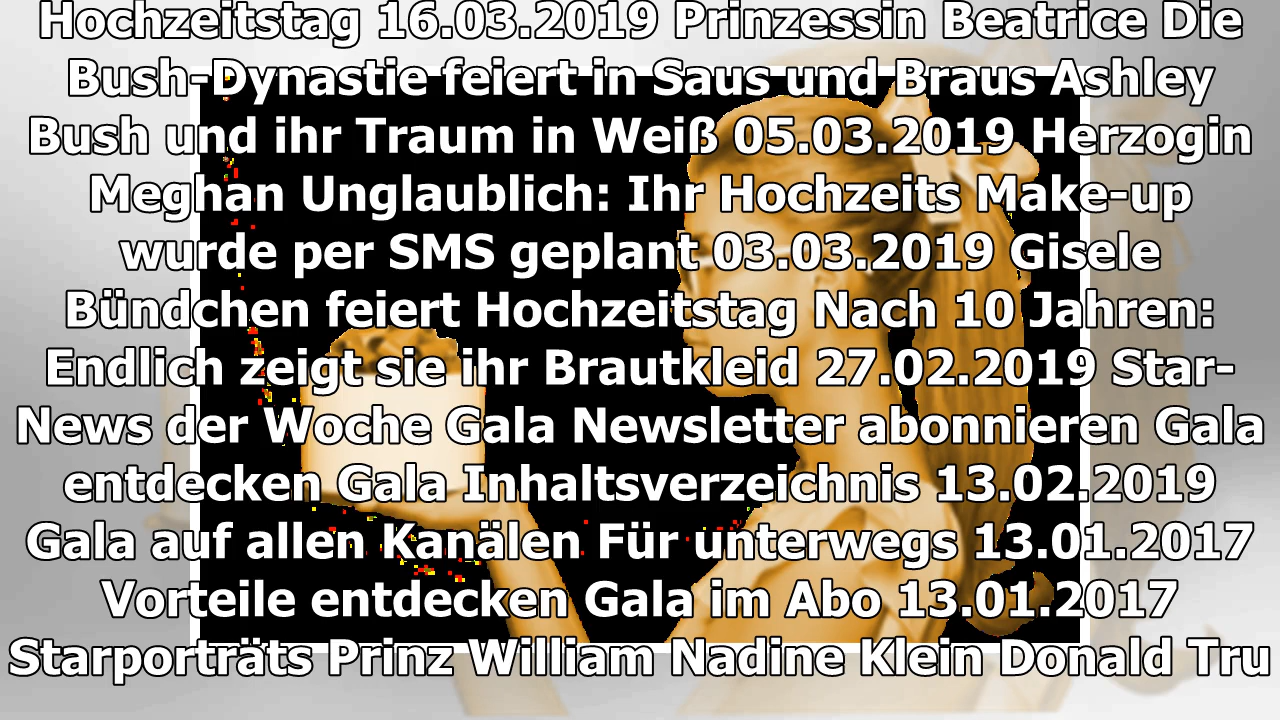 Hochzeitstag 16.03.2019 Prinzessin Beatrice Die
Bush-Dynastie feiert in Saus und Braus Ashley
Bush und ihr Traum in Weiß 05.03.2019 Herzogin
Meghan Unglaublich: Ihr Hochzeits Make-up
wurde per SMS geplant 03.03.2019 Gisele
Bündchen feiert Hochzeitstag Nach 10 Jahren:
Endlich zeigt sie ihr Brautkleid 27.02.2019 Star-
News der Woche Gala Newsletter abonnieren Gala
entdecken Gala Inhaltsverzeichnis 13.02.2019
Gala auf allen Kanälen Für unterwegs 13.01.2017
Vorteile entdecken Gala im Abo 13.01.2017
Starporträts Prinz William Nadine Klein Donald Tru